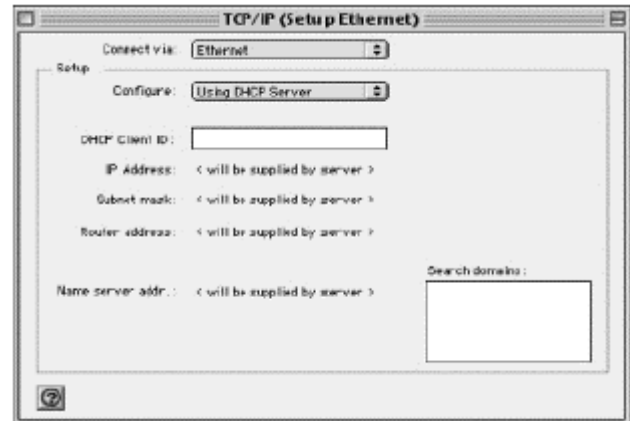 TCP/IP (Setup Ethernet)
Connect via: Ethernet
Setup
Configure: Using DHCP Server
DHCP Client ID:
IP Address: < will be supplied by server >
Subnet mask: < will be supplied by server >
Router address: < will be supplied by server >
Search domains:
Name server addr.: < will be supplied by server >
?